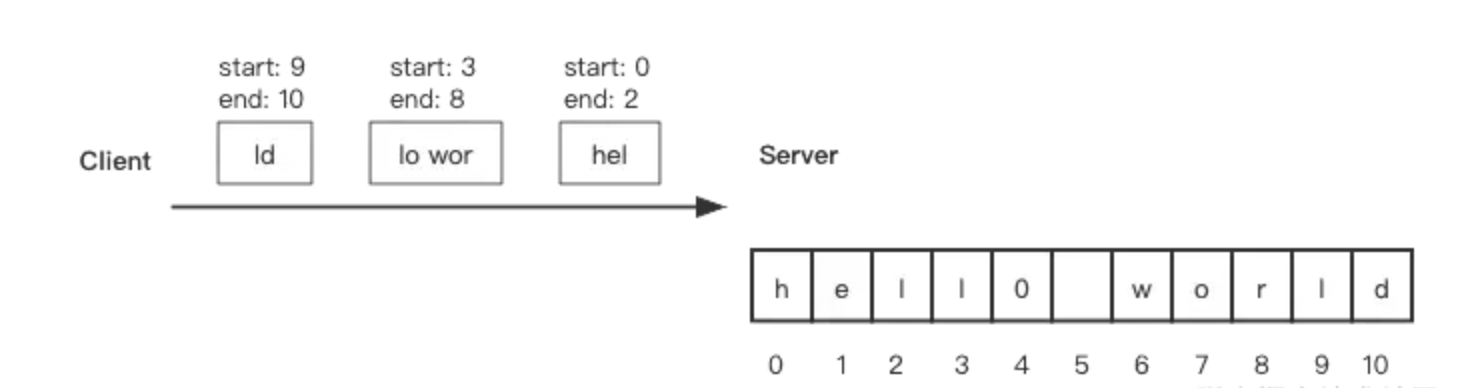 start: 9 start: 3 start: 0
end: 10 end: 8 end: 2
Client ld lo wor hel Server
h e l l 0 w o r l d
0 1 2 3 4 5 6 7 8 9 10